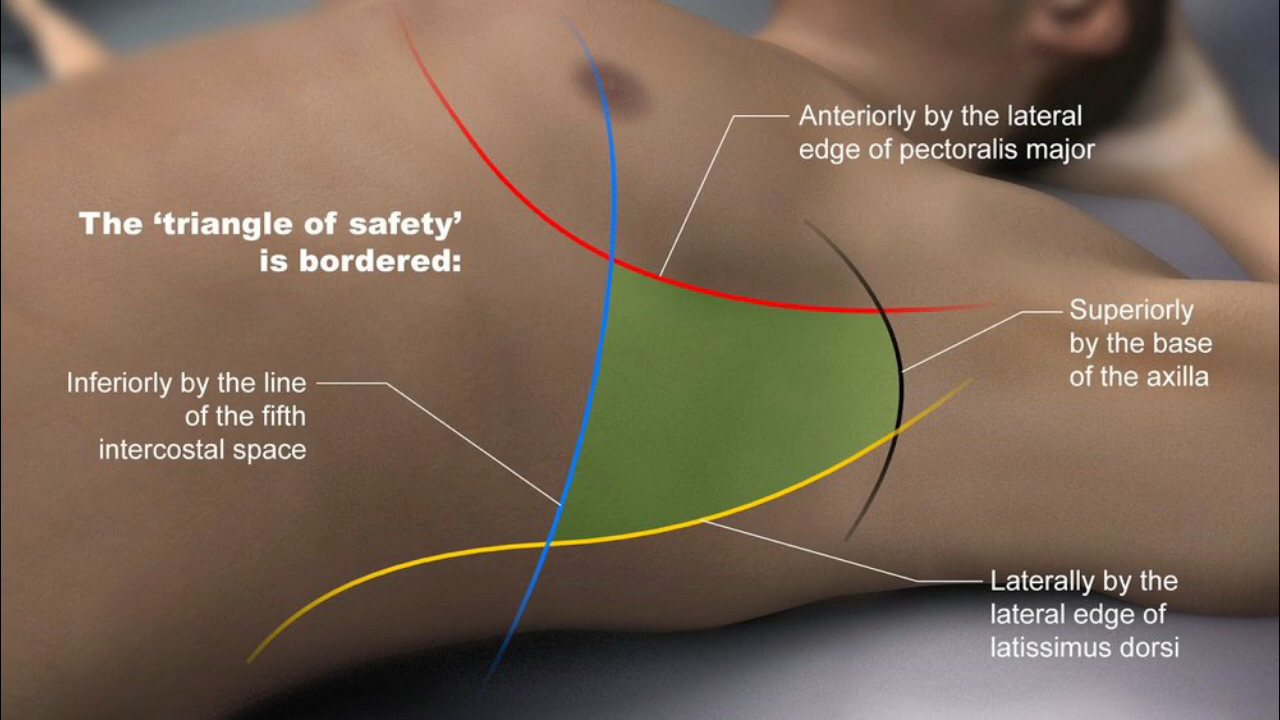 The ‘triangle of safety’
is bordered:
Anteriorly by the lateral
edge of pectoralis major
Superiorly
by the base
of the axilla
Inferiorly by the line
of the fifth
intercostal space
Laterally by the
lateral edge of
latissimus dorsi